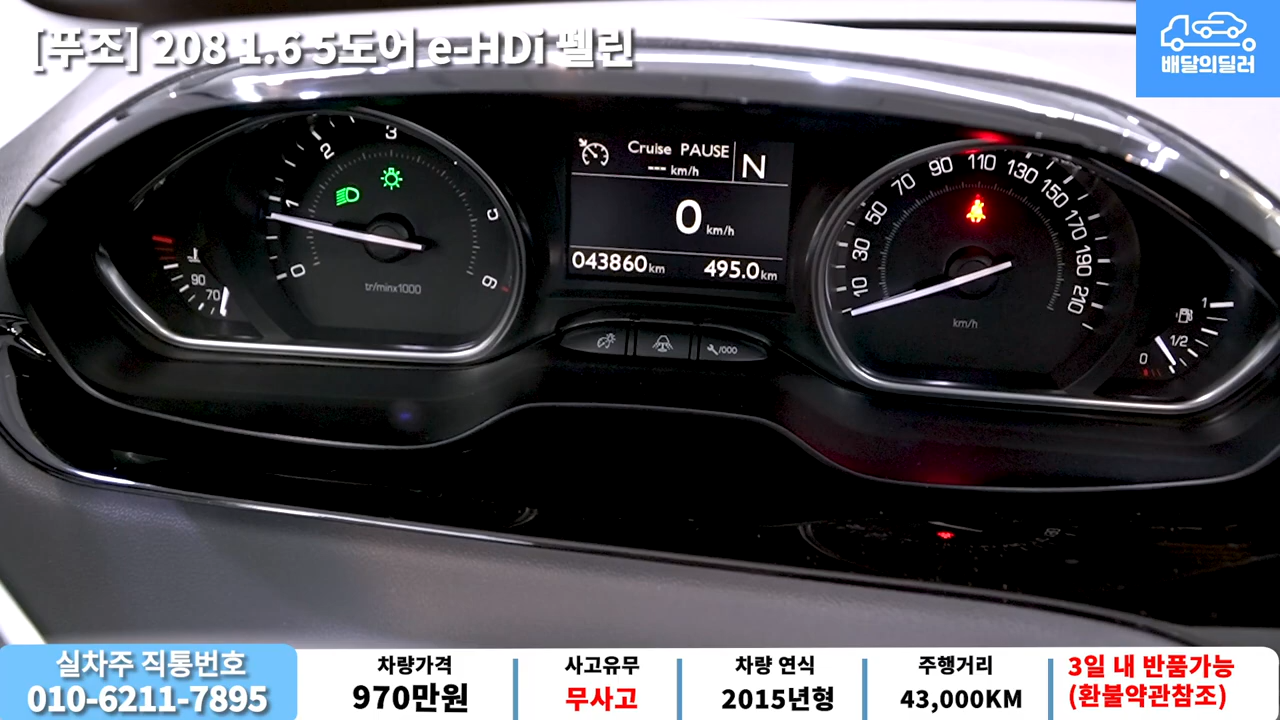 [푸조] 208 1.6 5도어 e-HDi 펠린
배달의딜러
0
1
2
3
5
6
tr/minx1000
90
70
Cruise PAUSE
--- km/h
N
0 km/h
043860km
495.0km
/000
10
30
50
70
90
110
130
150
170
190
210
km/h
1
1/2
0
실차주 직통번호
010-6211-7895
차량가격
970만원
사고유무
무사고
차량 연식
2015년형
주행거리
43,000KM
3일 내 반품가능
(환불약관참조)